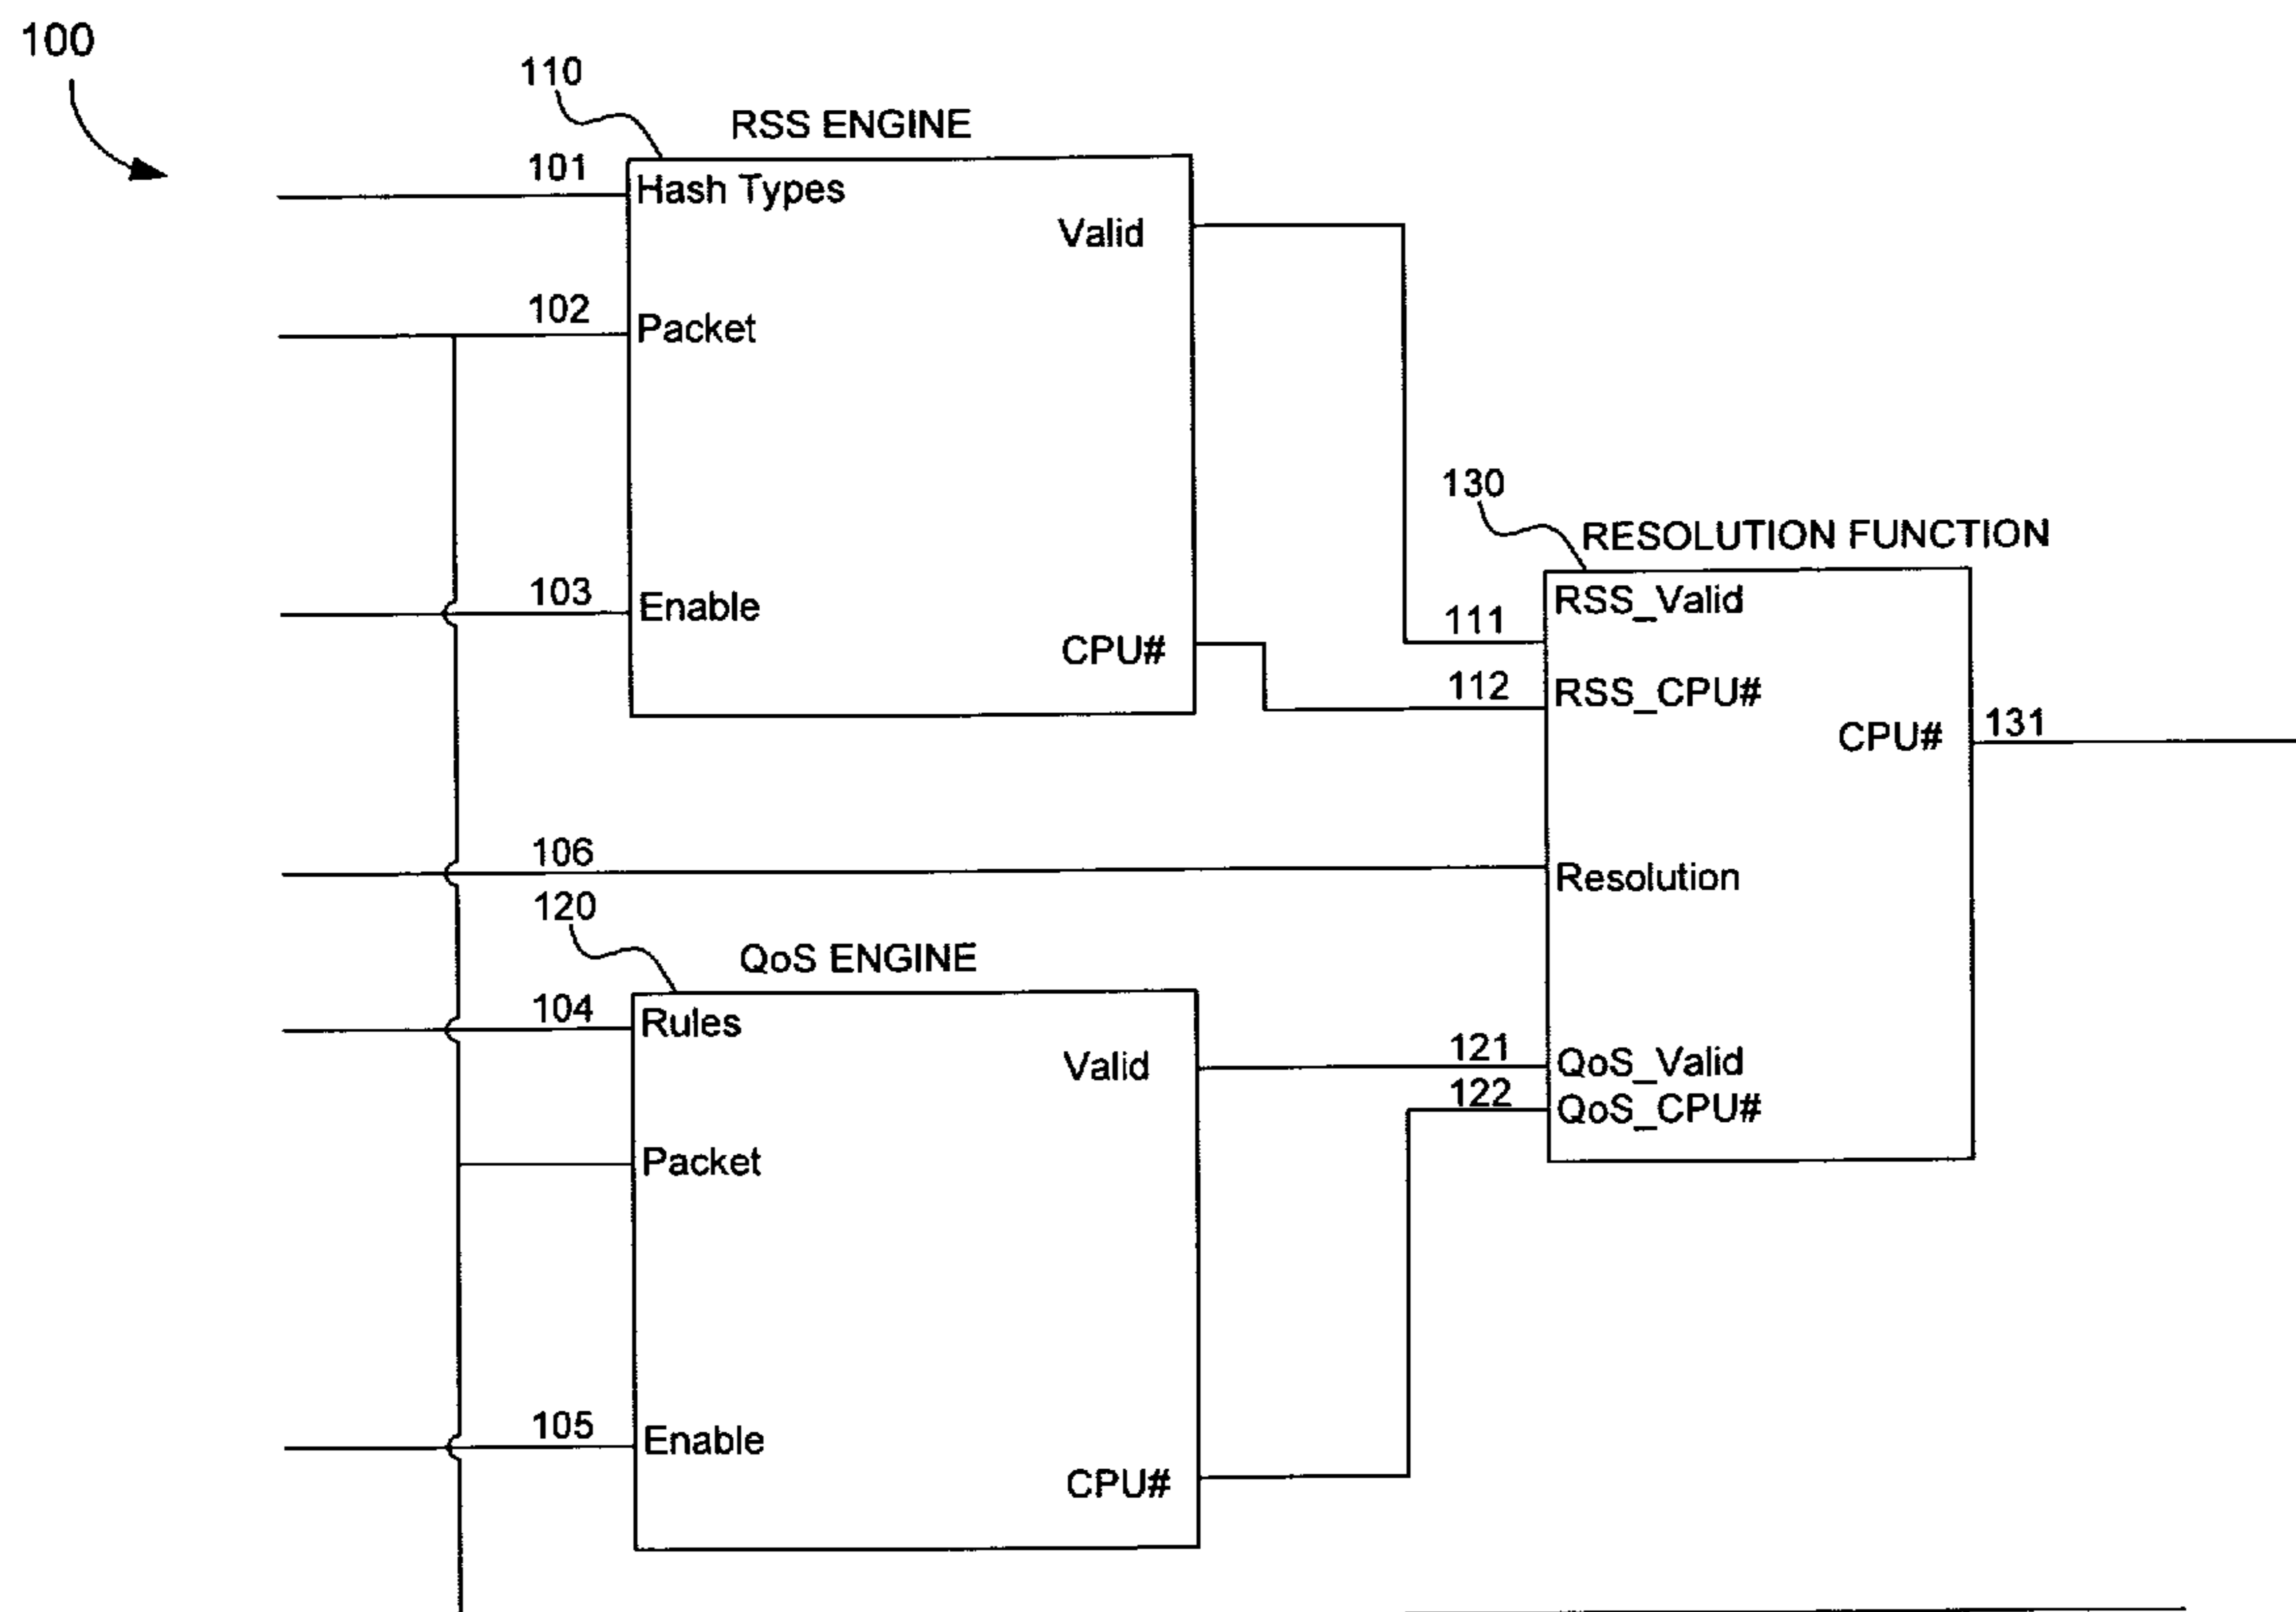 100
110
RSS ENGINE
101
Hash Types
Valid
102
Packet
103
Enable
CPU#
130
RESOLUTION FUNCTION
RSS_Valid
111
112
RSS_CPU#
CPU#
131
106
Resolution
120
QoS ENGINE
104
Rules
Valid
121
QoS_Valid
122
QoS_CPU#
Packet
105
Enable
CPU#